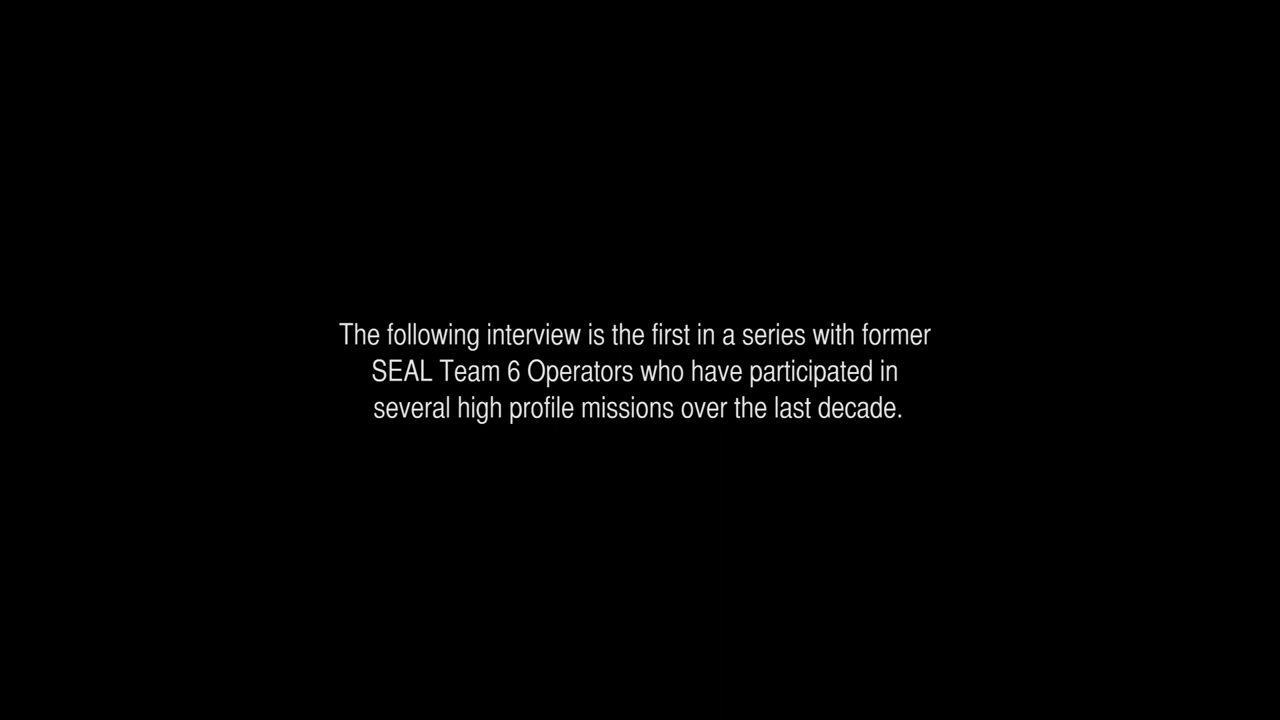 The following interview is the first in a series with former
SEAL Team 6 Operators who have participated in
several high profile missions over the last decade.